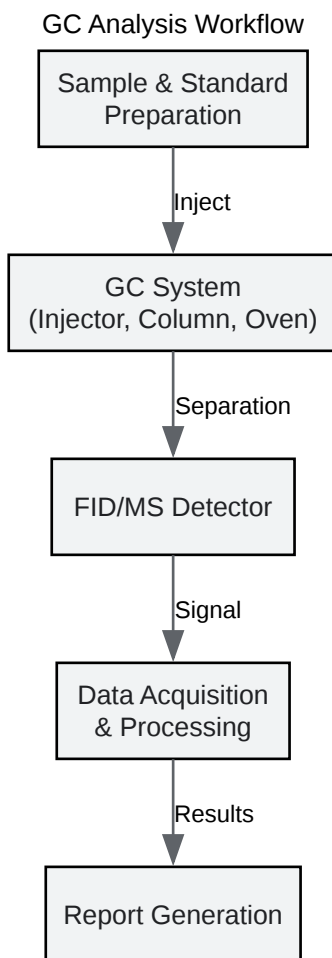 GC Analysis Workflow
Sample & Standard
Preparation
Inject
GC System
(Injector, Column, Oven)
Separation
FID/MS Detector
Signal
Data Acquisition
& Processing
Results
Report Generation